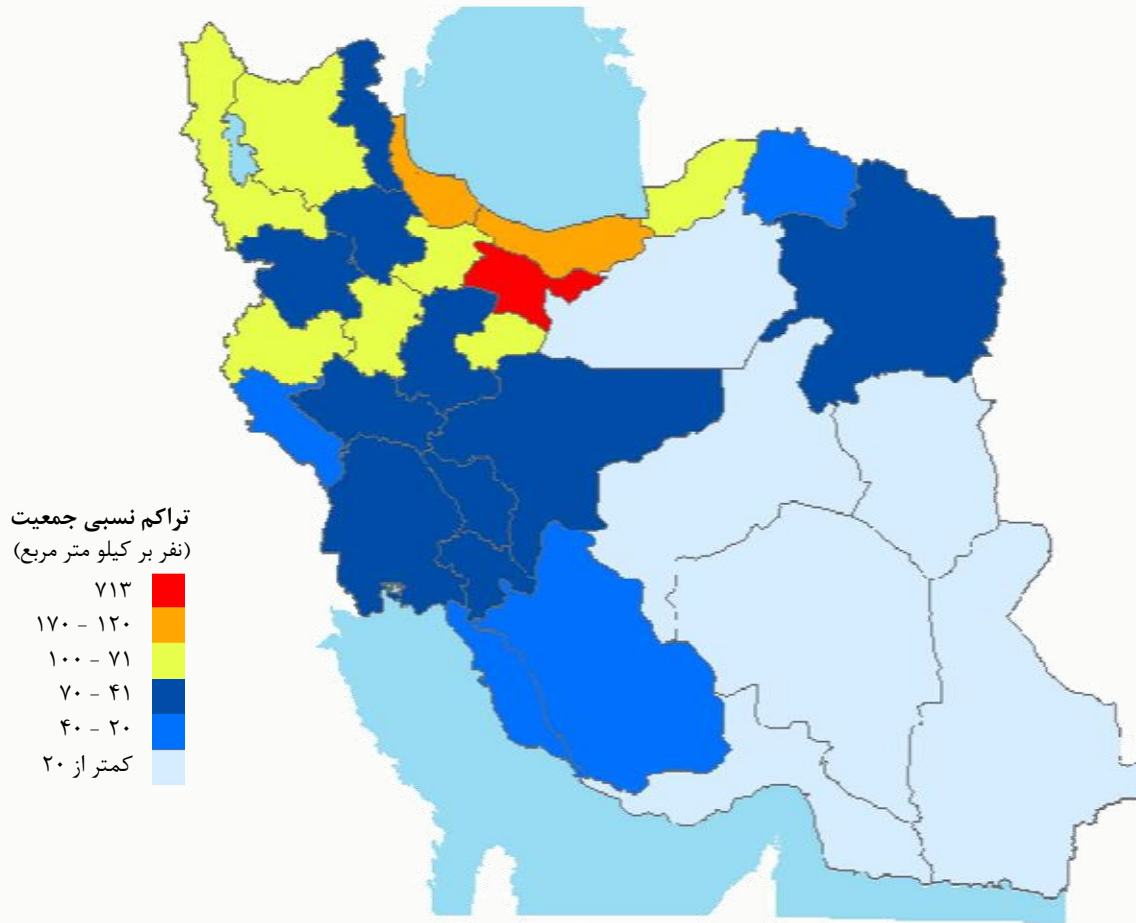 تراکم نسبی جمعیت
(نفر بر کیلو متر مربع)
۷۱۳
۱۷۰ - ۱۲۰
۱۰۰ - ۷۱
۷۰ - ۴۱
۴۰ - ۲۰
کمتر از ۲۰